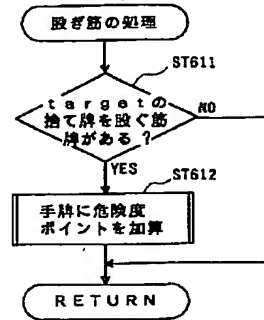 股ぎ筋の処理
ST611
targetの
捨て牌を股ぐ筋
牌がある?
NO
YES
ST612
手牌に危険度
ポイントを加算
RETURN